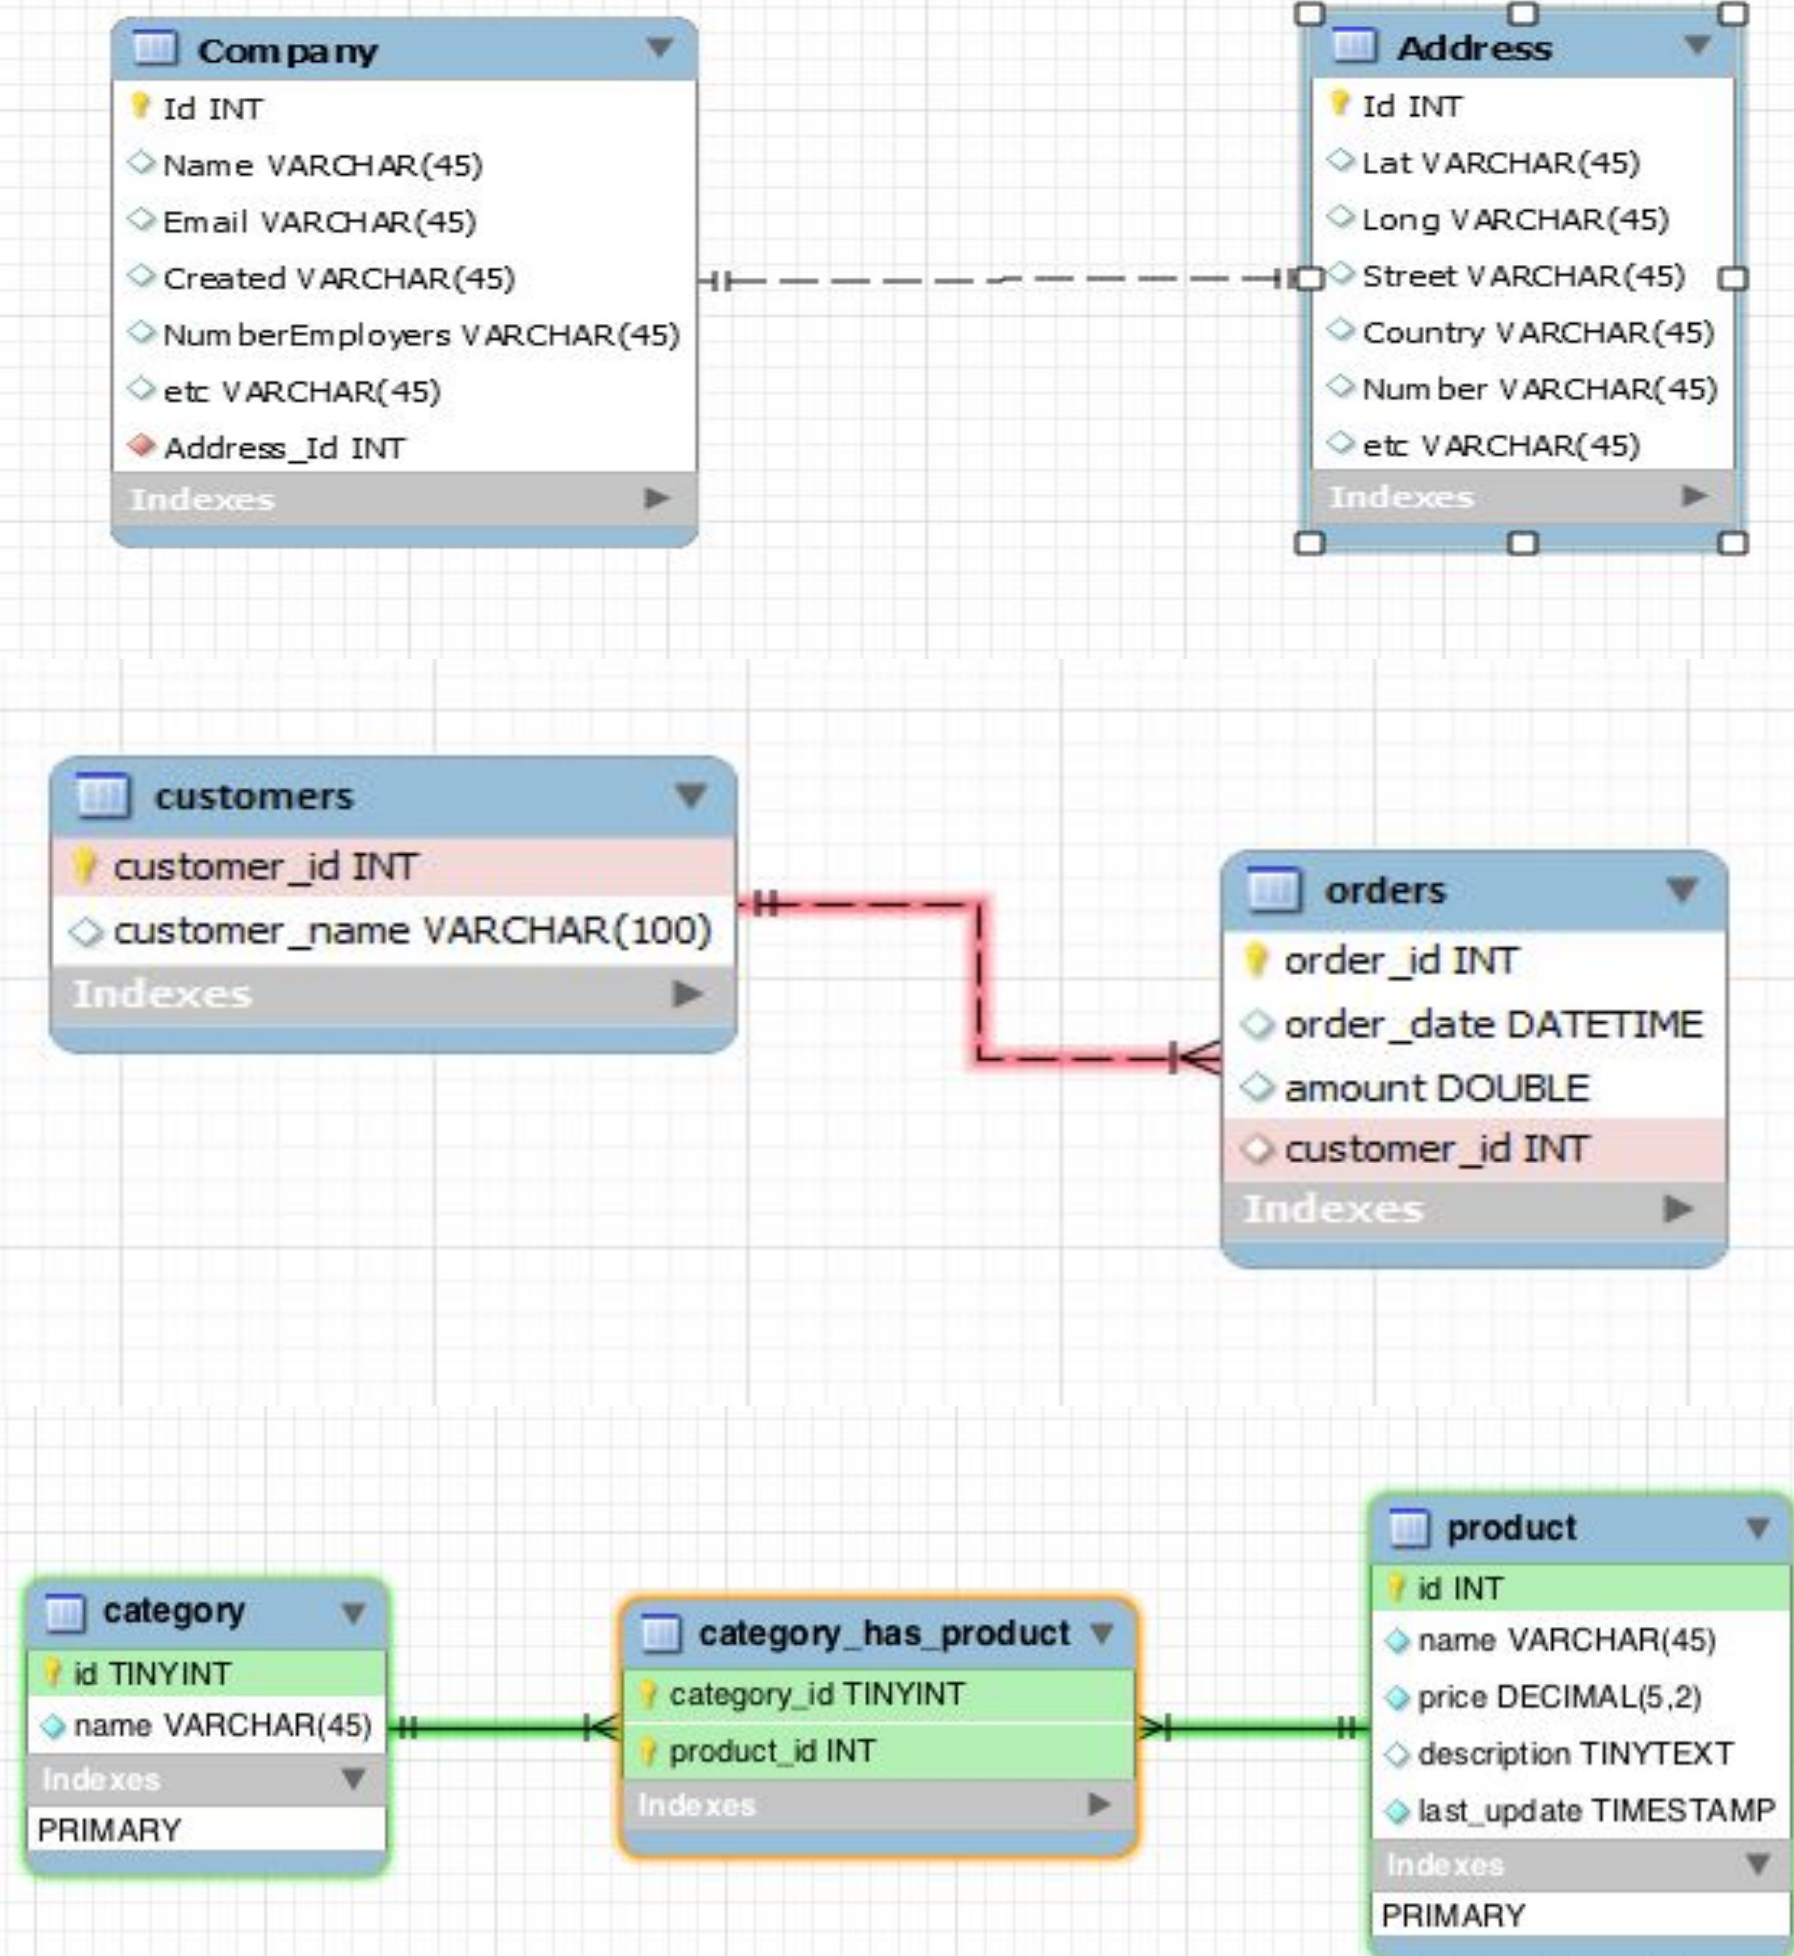 Company
Id INT
Name VARCHAR(45)
Email VARCHAR(45)
Created VARCHAR(45)
NumberEmployers VARCHAR(45)
etc VARCHAR(45)
Address_Id INT
Indexes
Address
Id INT
Lat VARCHAR(45)
Long VARCHAR(45)
Street VARCHAR(45)
Country VARCHAR(45)
Number VARCHAR(45)
etc VARCHAR(45)
Indexes
customers
customer_id INT
customer_name VARCHAR(100)
Indexes
orders
order_id INT
order_date DATETIME
amount DOUBLE
customer_id INT
Indexes
category
id TINYINT
name VARCHAR(45)
Indexes
PRIMARY
category_has_product
category_id TINYINT
product_id INT
Indexes
product
id INT
name VARCHAR(45)
price DECIMAL(5,2)
description TINYTEXT
last_update TIMESTAMP
Indexes
PRIMARY